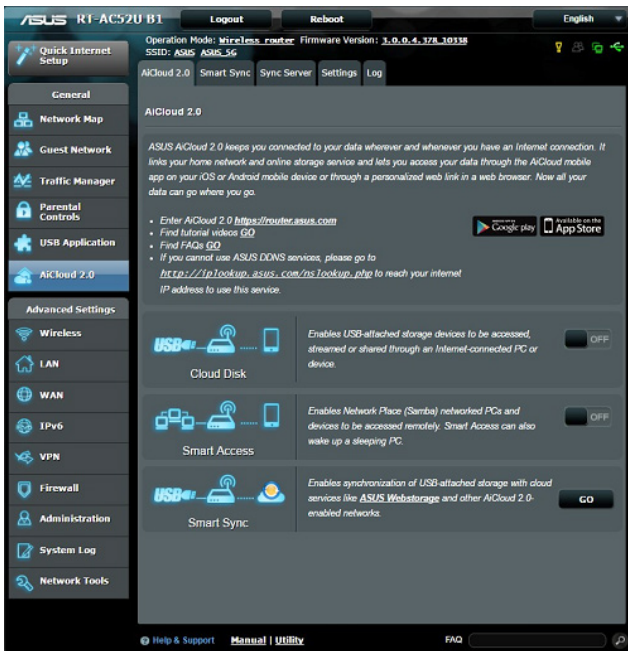 ASUS RT-AC52U B1 Logout Reboot English
Quick Internet
Setup
Operation Mode: Wireless router Firmware Version: 3.0.0.4.378_10338
SSID: ASUS ASUS_5G
AiCloud 2.0 Smart Sync Sync Server Settings Log
General
Network Map
Guest Network
Traffic Manager
Parental
Controls
USB Application
AiCloud 2.0
Advanced Settings
Wireless
LAN
WAN
IPv6
VPN
Firewall
Administration
System Log
Network Tools
AiCloud 2.0
ASUS AiCloud 2.0 keeps you connected to your data wherever and whenever you have an Internet connection. It
links your home network and online storage service and lets you access your data through the AiCloud mobile
app on your iOS or Android mobile device or through a personalized web link in a web browser. Now all your
data can go where you go.
Enter AiCloud 2.0 https://router.asus.com
Find tutorial videos GO
Find FAQs GO
If you cannot use ASUS DDNS services, please go to
http://iplookup.asus.com/nslookup.php to reach your internet
IP address to use this service.
Google play
Available on the
App Store
USB
Cloud Disk
Enables USB-attached storage devices to be accessed,
streamed or shared through an Internet-connected PC or
device.
OFF
Smart Access
Enables Network Place (Samba) networked PCs and
devices to be accessed remotely. Smart Access can also
wake up a sleeping PC.
OFF
USB
Smart Sync
Enables synchronization of USB-attached storage with cloud
services like ASUS Webstorage and other AiCloud 2.0-
enabled networks.
GO
Help & Support Manual | Utility FAQ